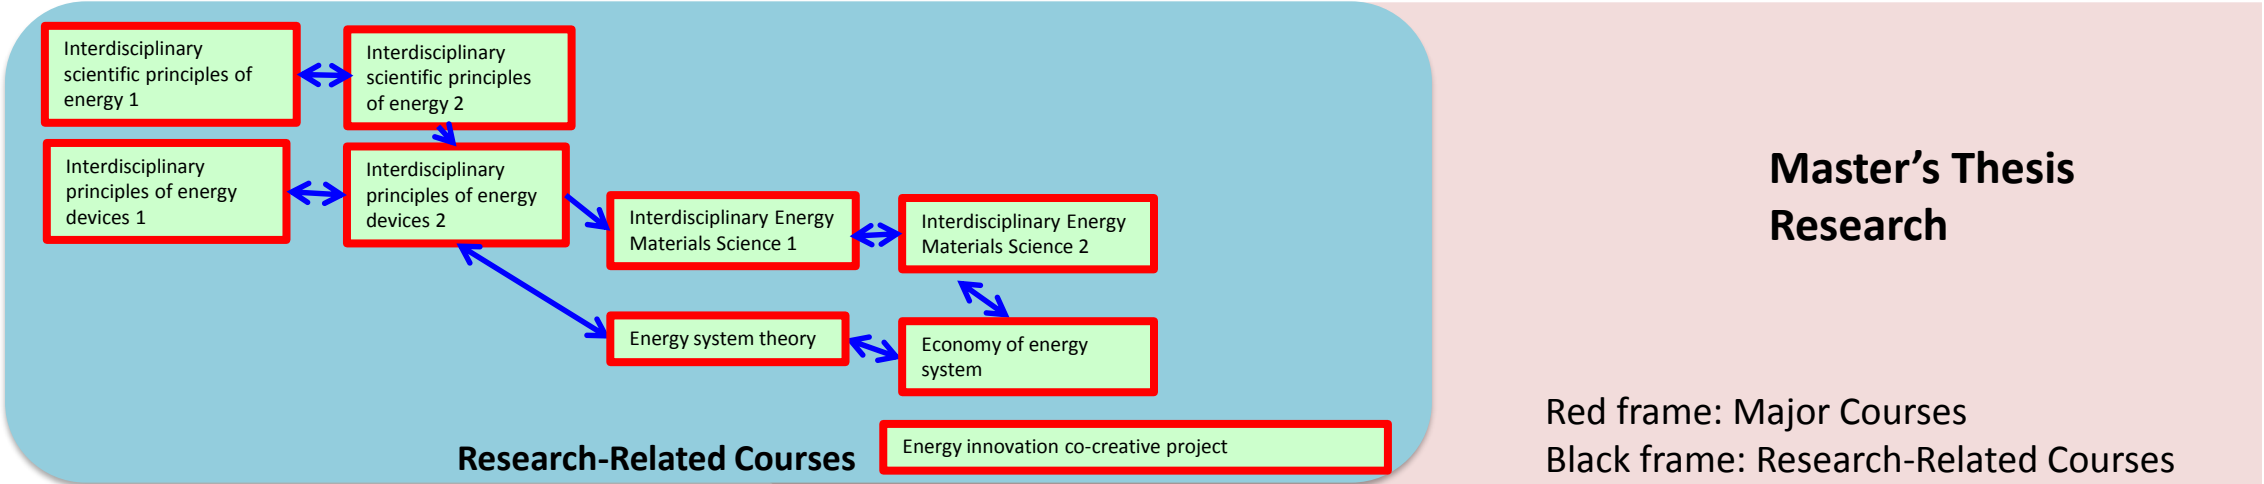 Interdisciplinary
scientific principles of
energy 1
Interdisciplinary
scientific principles
of energy 2
Interdisciplinary
principles of energy
devices 1
Interdisciplinary
principles of energy
devices 2
Interdisciplinary Energy
Materials Science 1
Interdisciplinary Energy
Materials Science 2
Energy system theory
Economy of energy
system
Research-Related Courses
Energy innovation co-creative project
Master’s Thesis
Research
Red frame: Major Courses
Black frame: Research-Related Courses